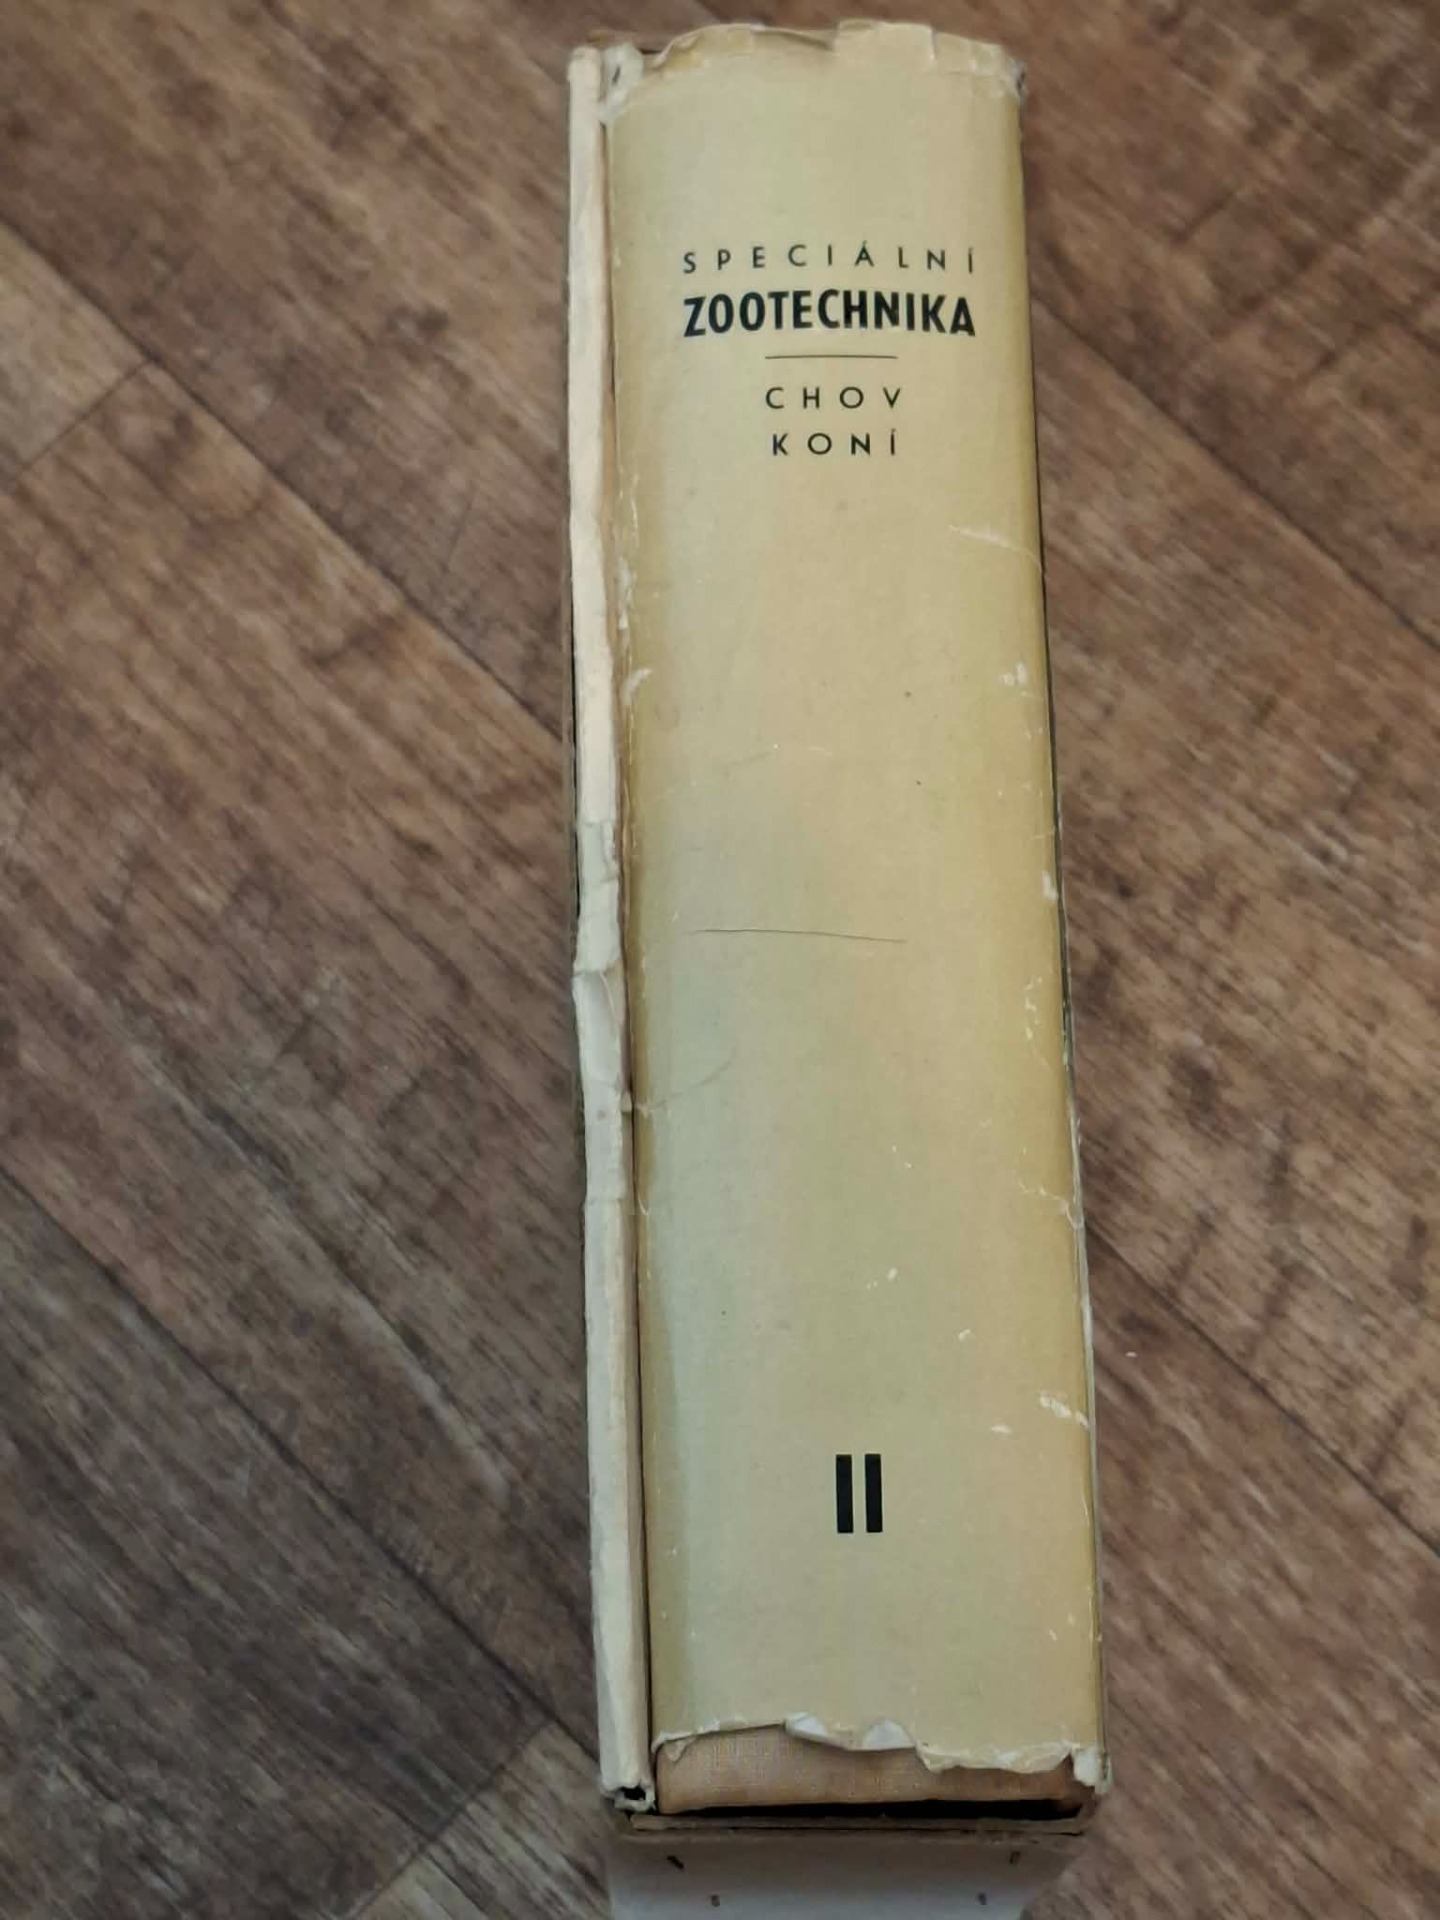 SPECIÁLNÍ
ZOOTECHNIKA
CHOV
KONÍ
II